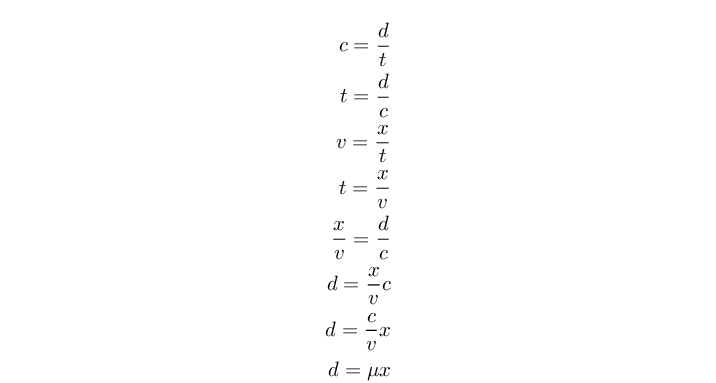 c = d/t
t = d/c
v = x/t
t = x/v
x/v = d/c
d = x/v c
d = c/v x
d = μx